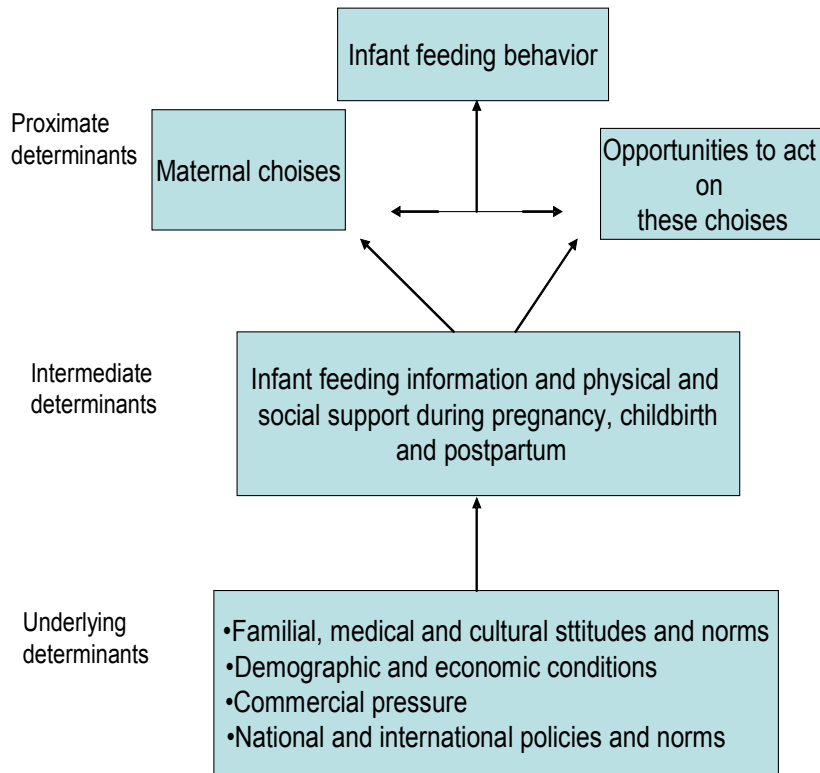 Infant feeding behavior
Proximate
determinants
Maternal choises
Opportunities to act
on
these choises
Intermediate
determinants
Infant feeding information and physical and
social support during pregnancy, childbirth
and postpartum
Underlying
determinants
•Familial, medical and cultural sttitudes and norms
•Demographic and economic conditions
•Commercial pressure
•National and international policies and norms